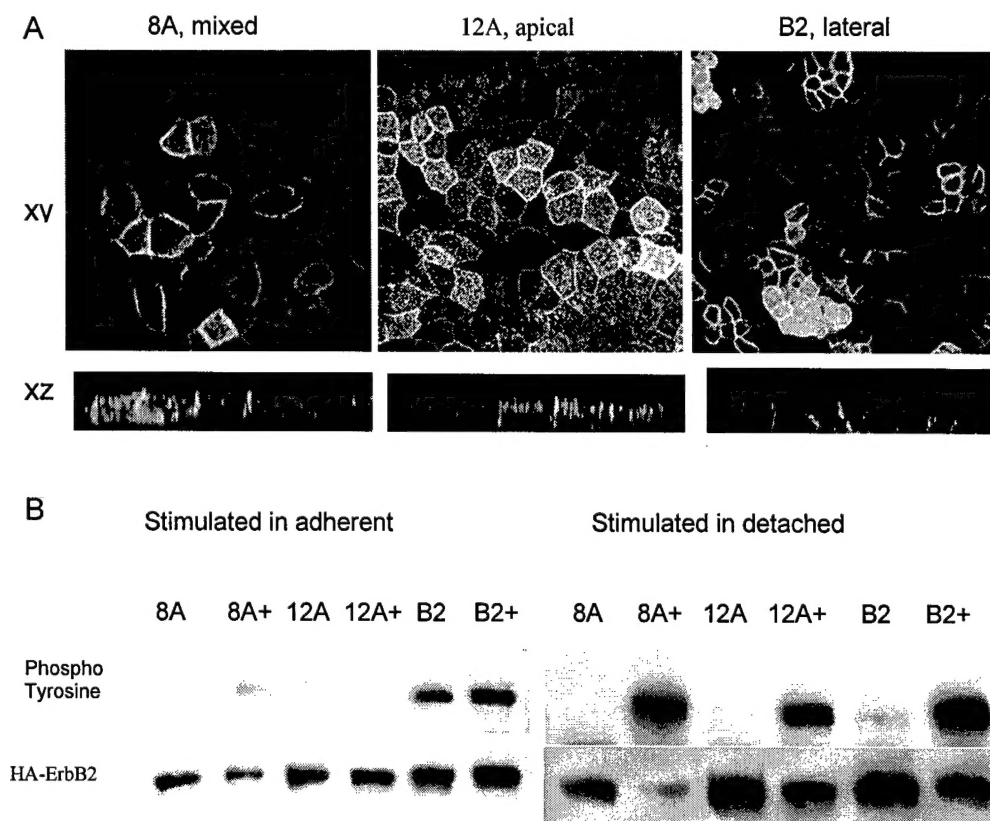 A
8A, mixed 12A, apical B2, lateral
XY
XZ
B
Stimulated in adherent Stimulated in detached
8A 8A+ 12A 12A+ B2 B2+ 8A 8A+ 12A 12A+ B2 B2+
Phospho
Tyrosine
HA-ErbB2